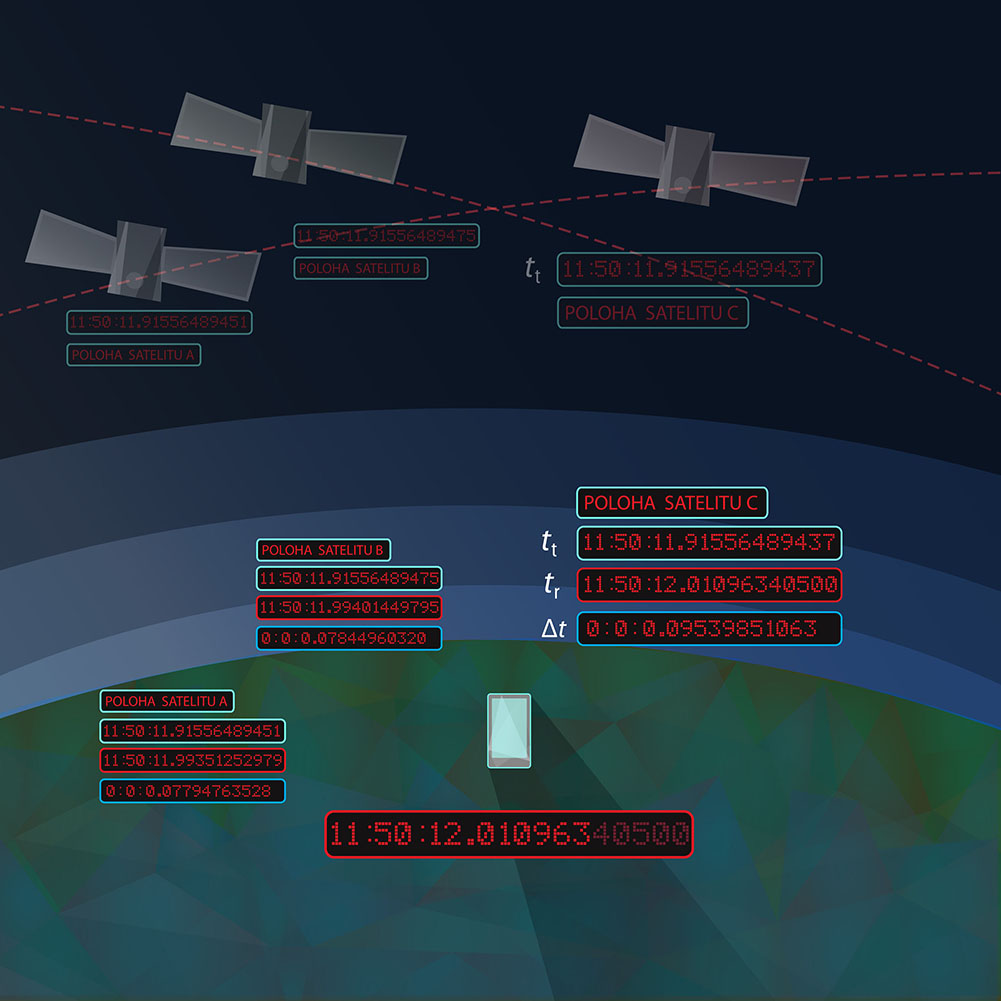 11:50:11.91556489475
POLOHA SATELITU B
tt 11:50:11.91556489437
POLOHA SATELITU C
11:50:11.91556489451
POLOHA SATELITU A
POLOHA SATELITU C
tt 11:50:11.91556489437
tr 11:50:12.01096340500
Δt 0:0:0.09539851063
POLOHA SATELITU B
11:50:11.91556489475
11:50:11.99401449795
0:0:0.07844960320
POLOHA SATELITU A
11:50:11.91556489451
11:50:11.99351252979
0:0:0.07794763528
11:50:12.01096340500